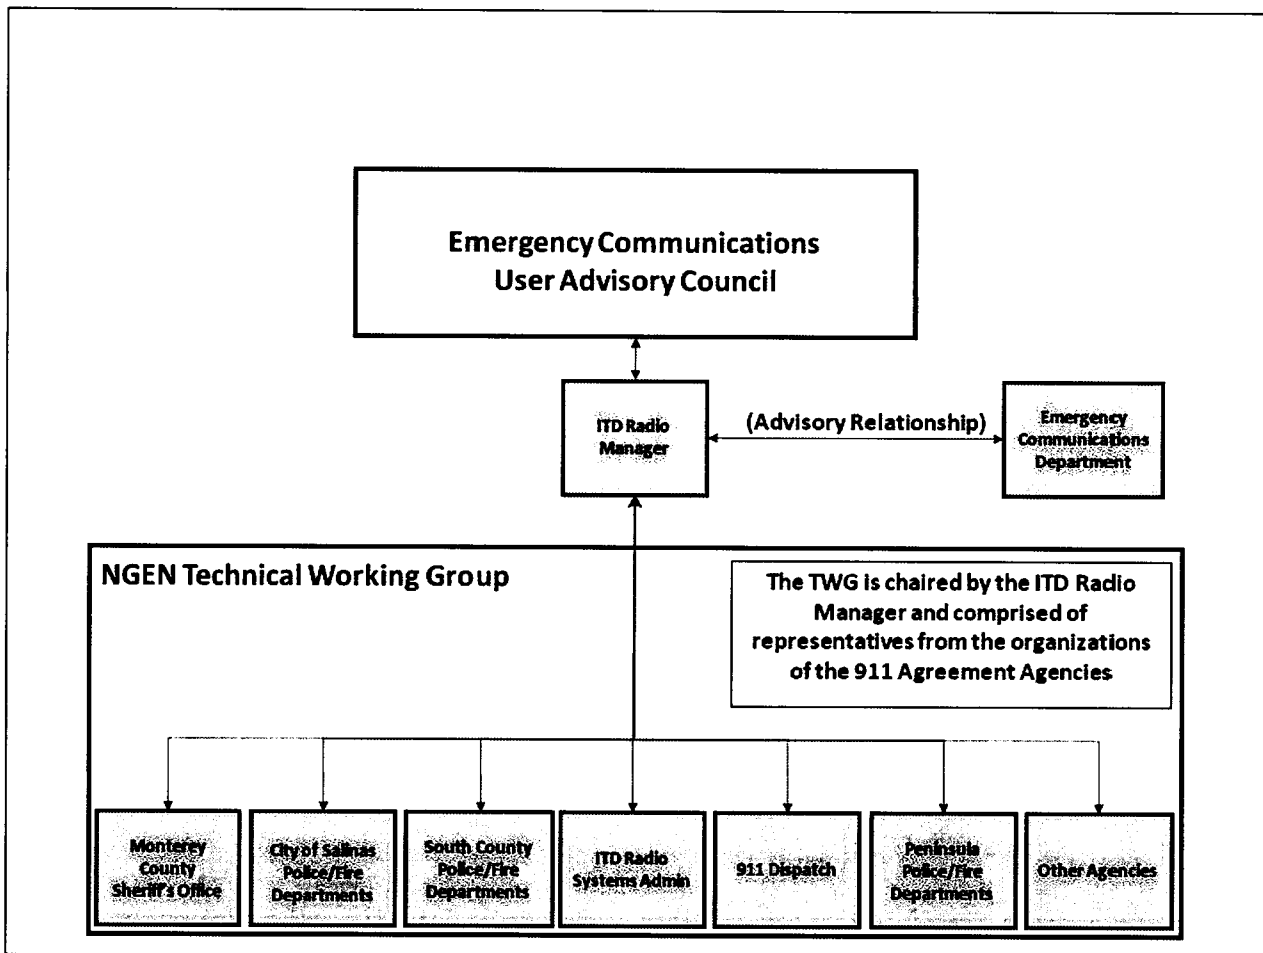 Emergency Communications
User Advisory Council
ITD Radio
Manager
(Advisory Relationship)
Emergency
Communications
Department
NGEN Technical Working Group
The TWG is chaired by the ITD Radio
Manager and comprised of
representatives from the organizations
of the 911 Agreement Agencies
Monterey
County
Sheriff's Office
City of Salinas
Police/Fire
Departments
South County
Police/Fire
Departments
ITD Radio
Systems Admin
911 Dispatch
Peninsula
Police/Fire
Departments
Other Agencies